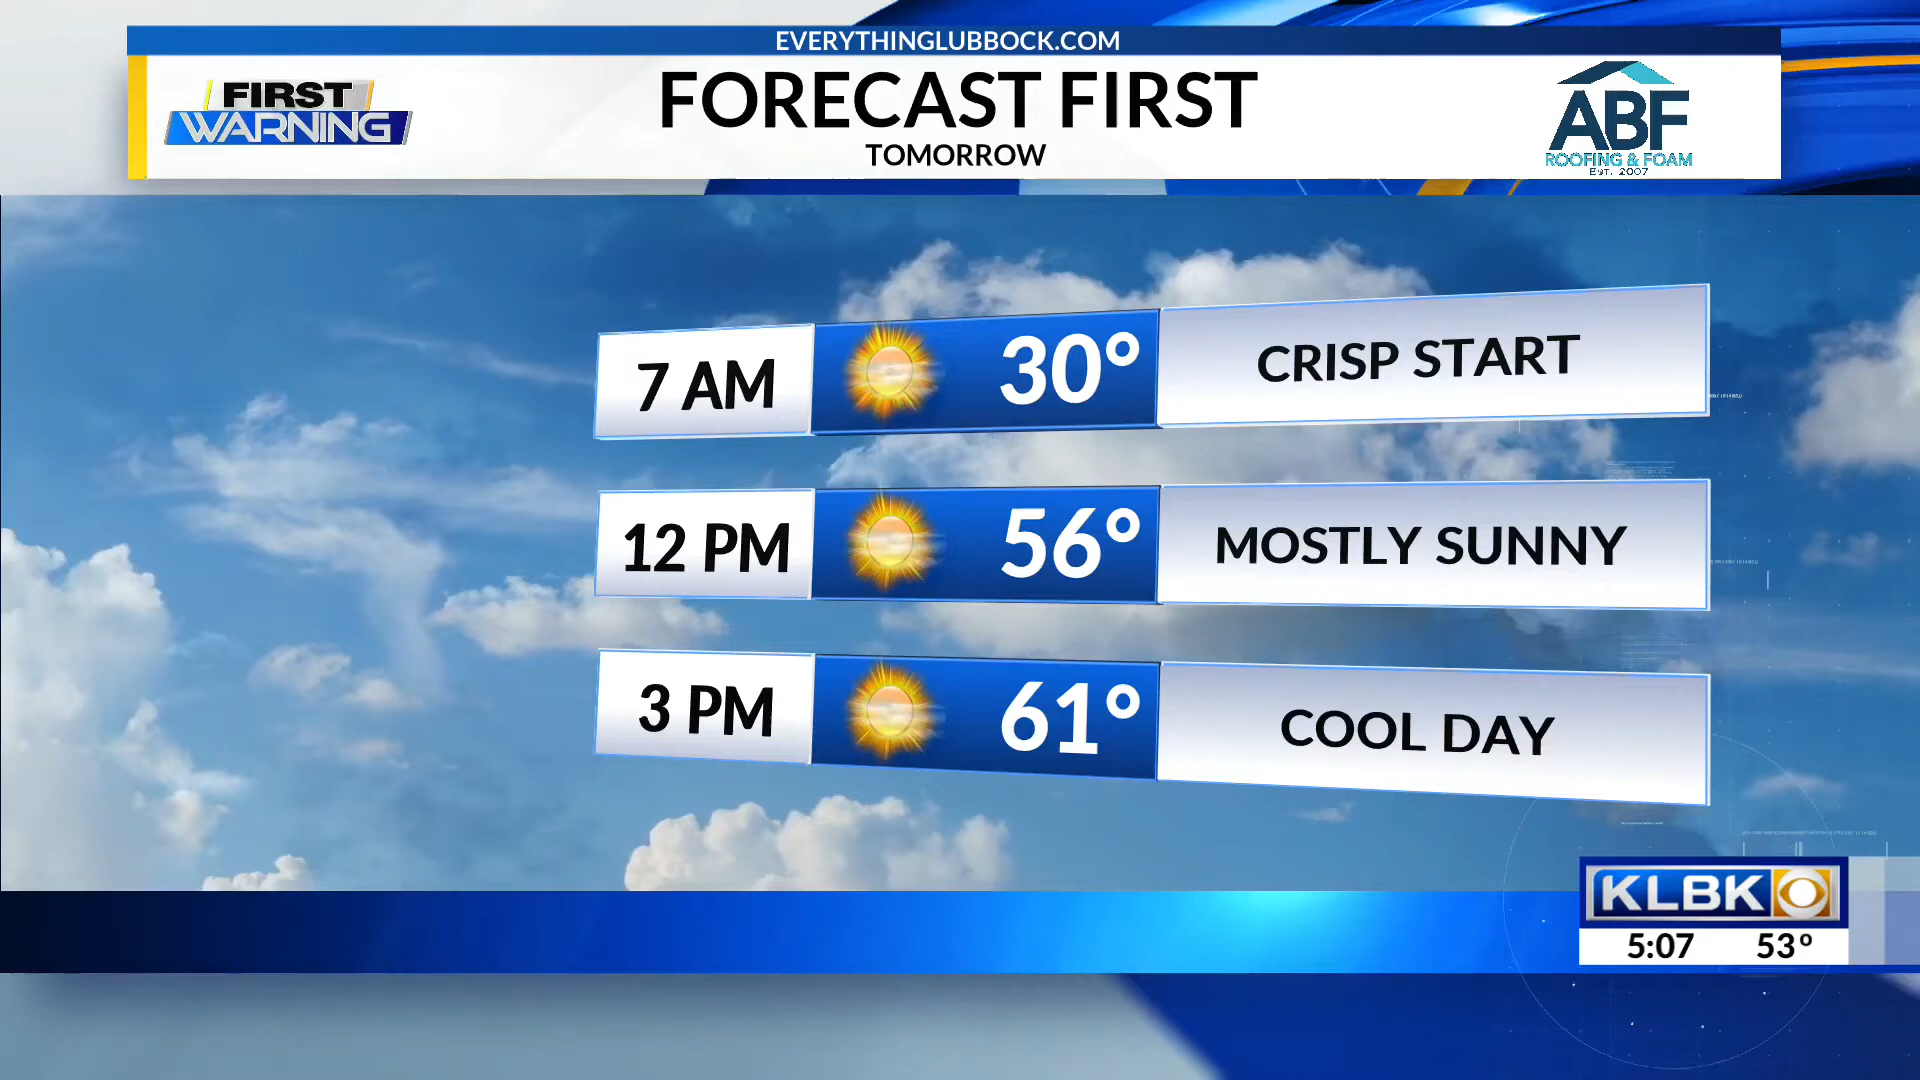 EVERYTHINGLUBBOCK.COM
FIRST
WARNING
FORECAST FIRST
TOMORROW
ABF
ROOFING & FOAM
EST. 2007
7 AM 30° CRISP START
12 PM 56° MOSTLY SUNNY
3 PM 61° COOL DAY
KLBK
5:07 53°